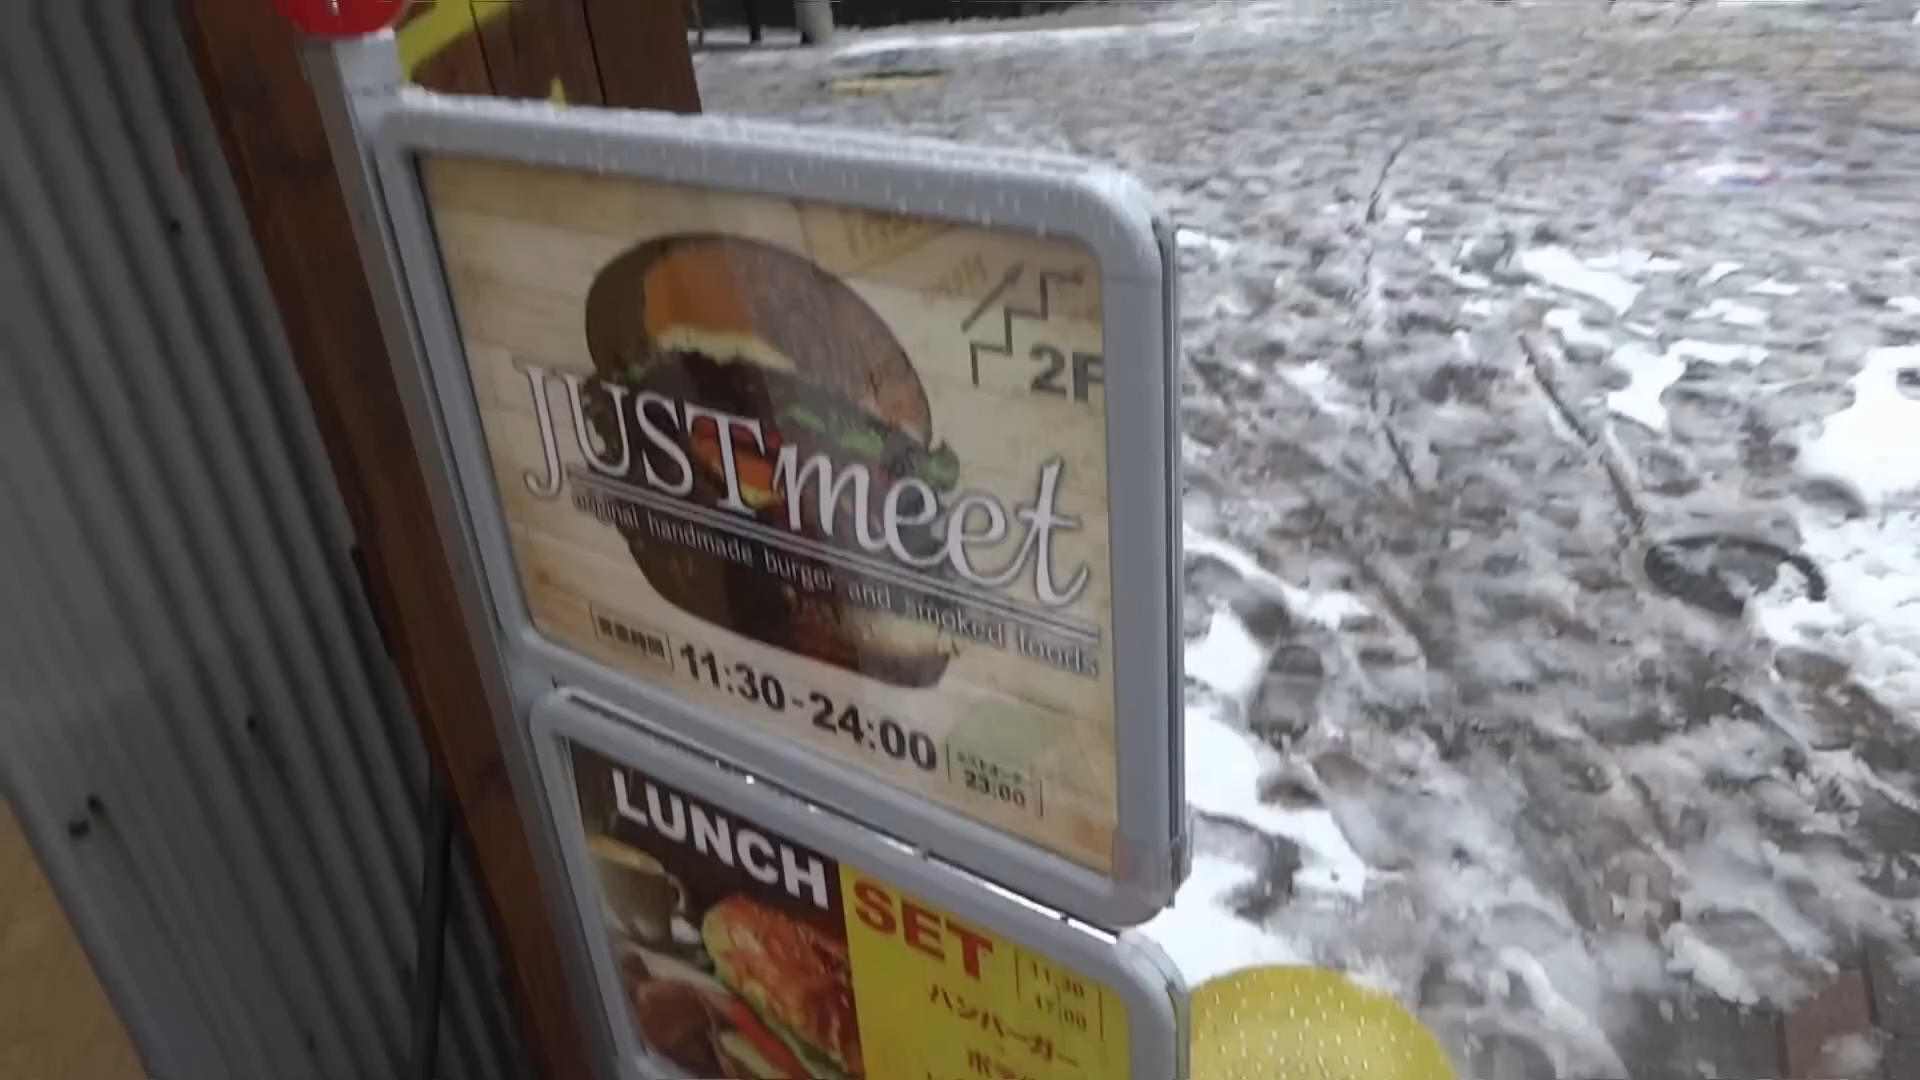 2F
JUST meet
original handmade burger and smoked foods
営業時間 11:30-24:00
ラストオーダー
23:00
LUNCH SET
11:30
17:00
ハンバーガー